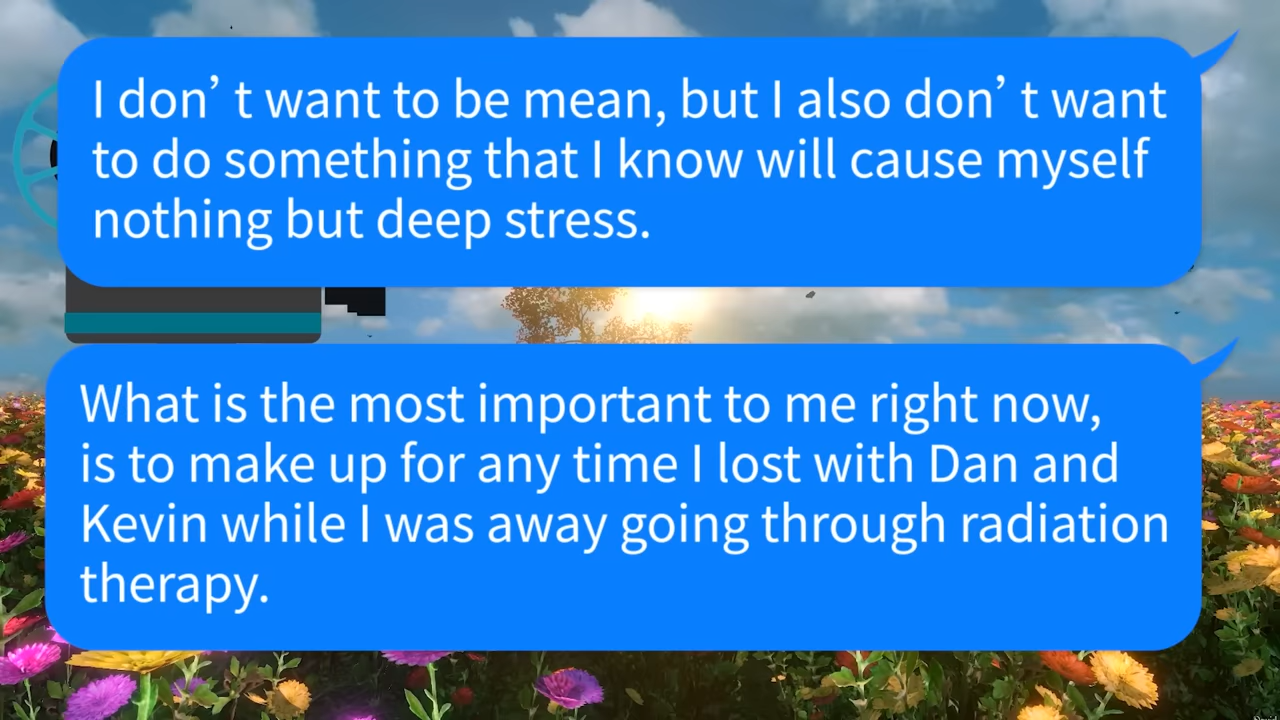 I don’ t want to be mean, but I also don’ t want
to do something that I know will cause myself
nothing but deep stress.
What is the most important to me right now,
is to make up for any time I lost with Dan and
Kevin while I was away going through radiation
therapy.